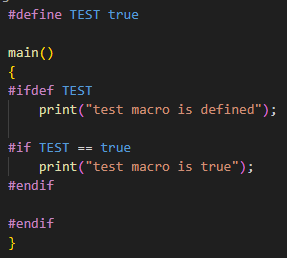 #define TEST true
main()
{
#ifdef TEST
print("test macro is defined");
#if TEST == true
print("test macro is true");
#endif
#endif
}